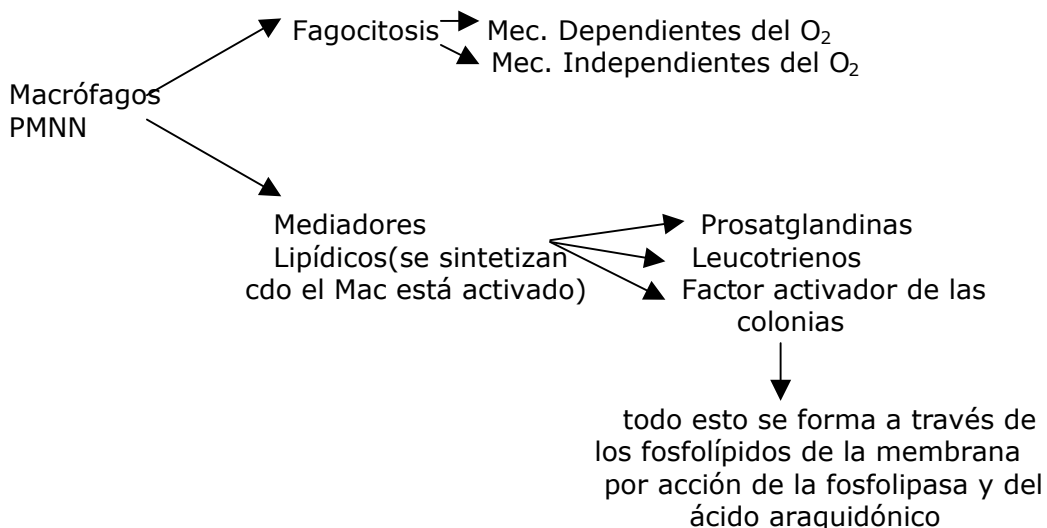 Fagocitosis Mec. Dependientes del O₂
Mec. Independientes del O₂
Macrófagos
PMNN
Mediadores Prosatglandinas
Lipídicos(se sintetizan Leucotrienos
cdo el Mac está activado) Factor activador de las
colonias
todo esto se forma a través de
los fosfolípidos de la membrana
por acción de la fosfolipasa y del
ácido araquidónico